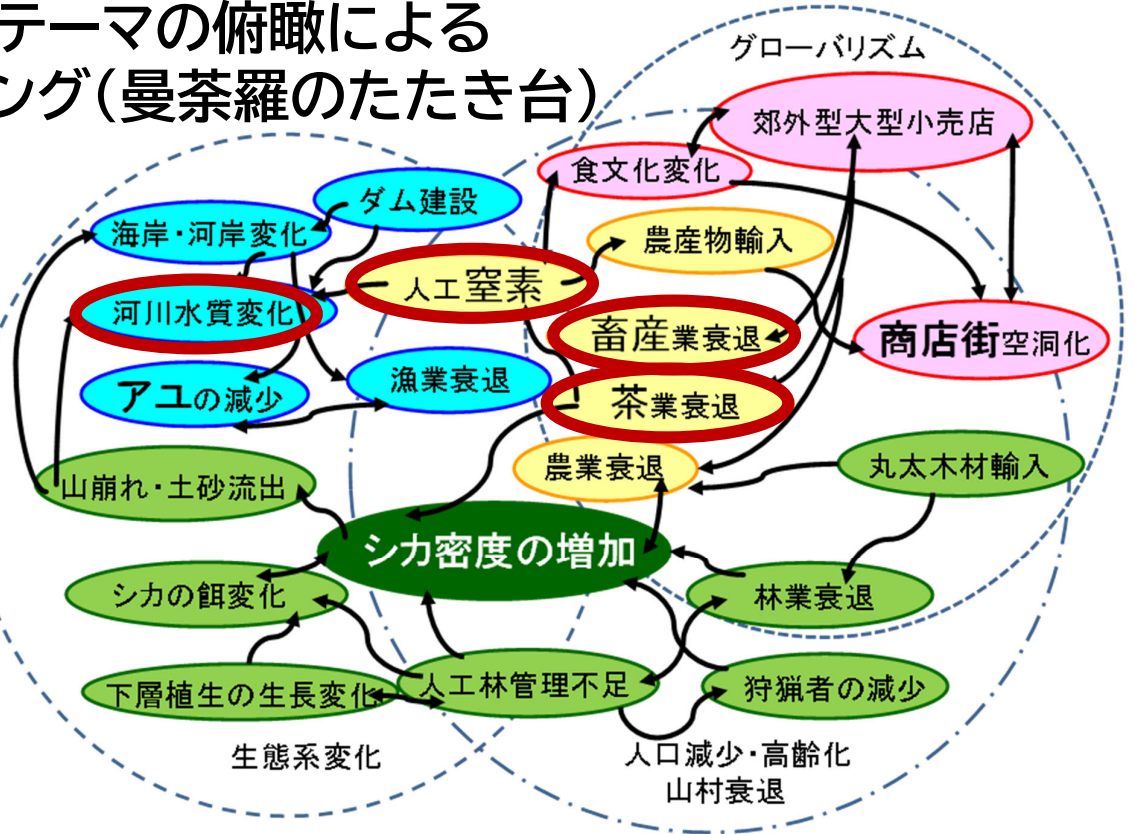 テーマの俯瞰による
ング(曼荼羅のたたき台)
グローバリズム
郊外型大型小売店
食文化変化
ダム建設
海岸・河岸変化
農産物輸入
人工窒素
河川水質変化
畜産業衰退
商店街空洞化
漁業衰退
アユの減少
茶業衰退
農業衰退
丸太木材輸入
山崩れ・土砂流出
シカ密度の増加
シカの餌変化
林業衰退
下層植生の生長変化
人工林管理不足
狩猟者の減少
生態系変化
人口減少・高齢化
山村衰退